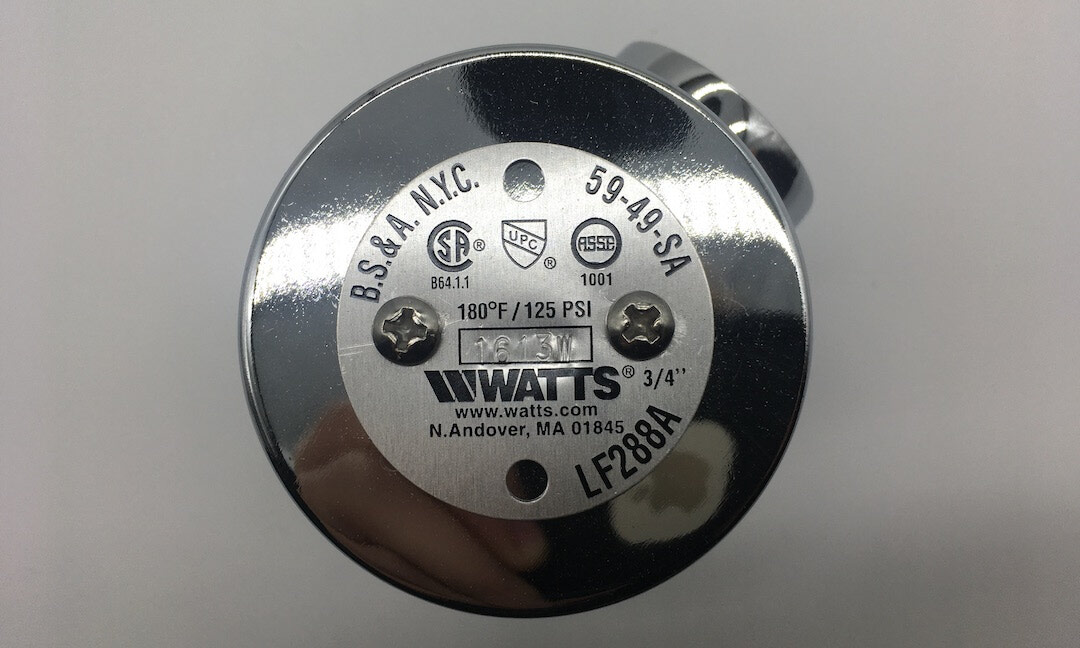 B.S.& A. N.Y.C.
59-49-SA
SA®
UPC®
ASSE
B64.1.1
1001
180°F / 125 PSI
1613W
WATTS® 3/4"
www.watts.com
N.Andover, MA 01845
LF288A